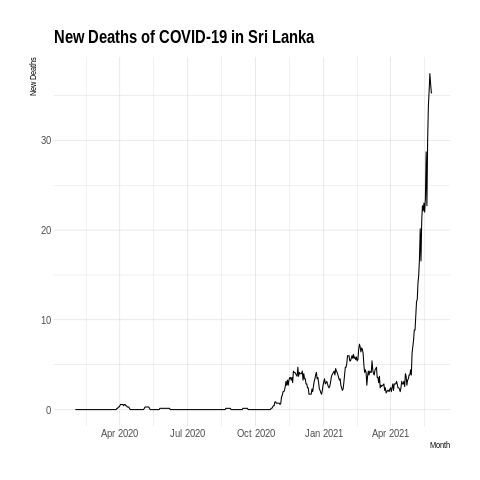 New Deaths of COVID-19 in Sri Lanka
New Deaths
30
20
10
0
Apr 2020
Jul 2020
Oct 2020
Jan 2021
Apr 2021
Month